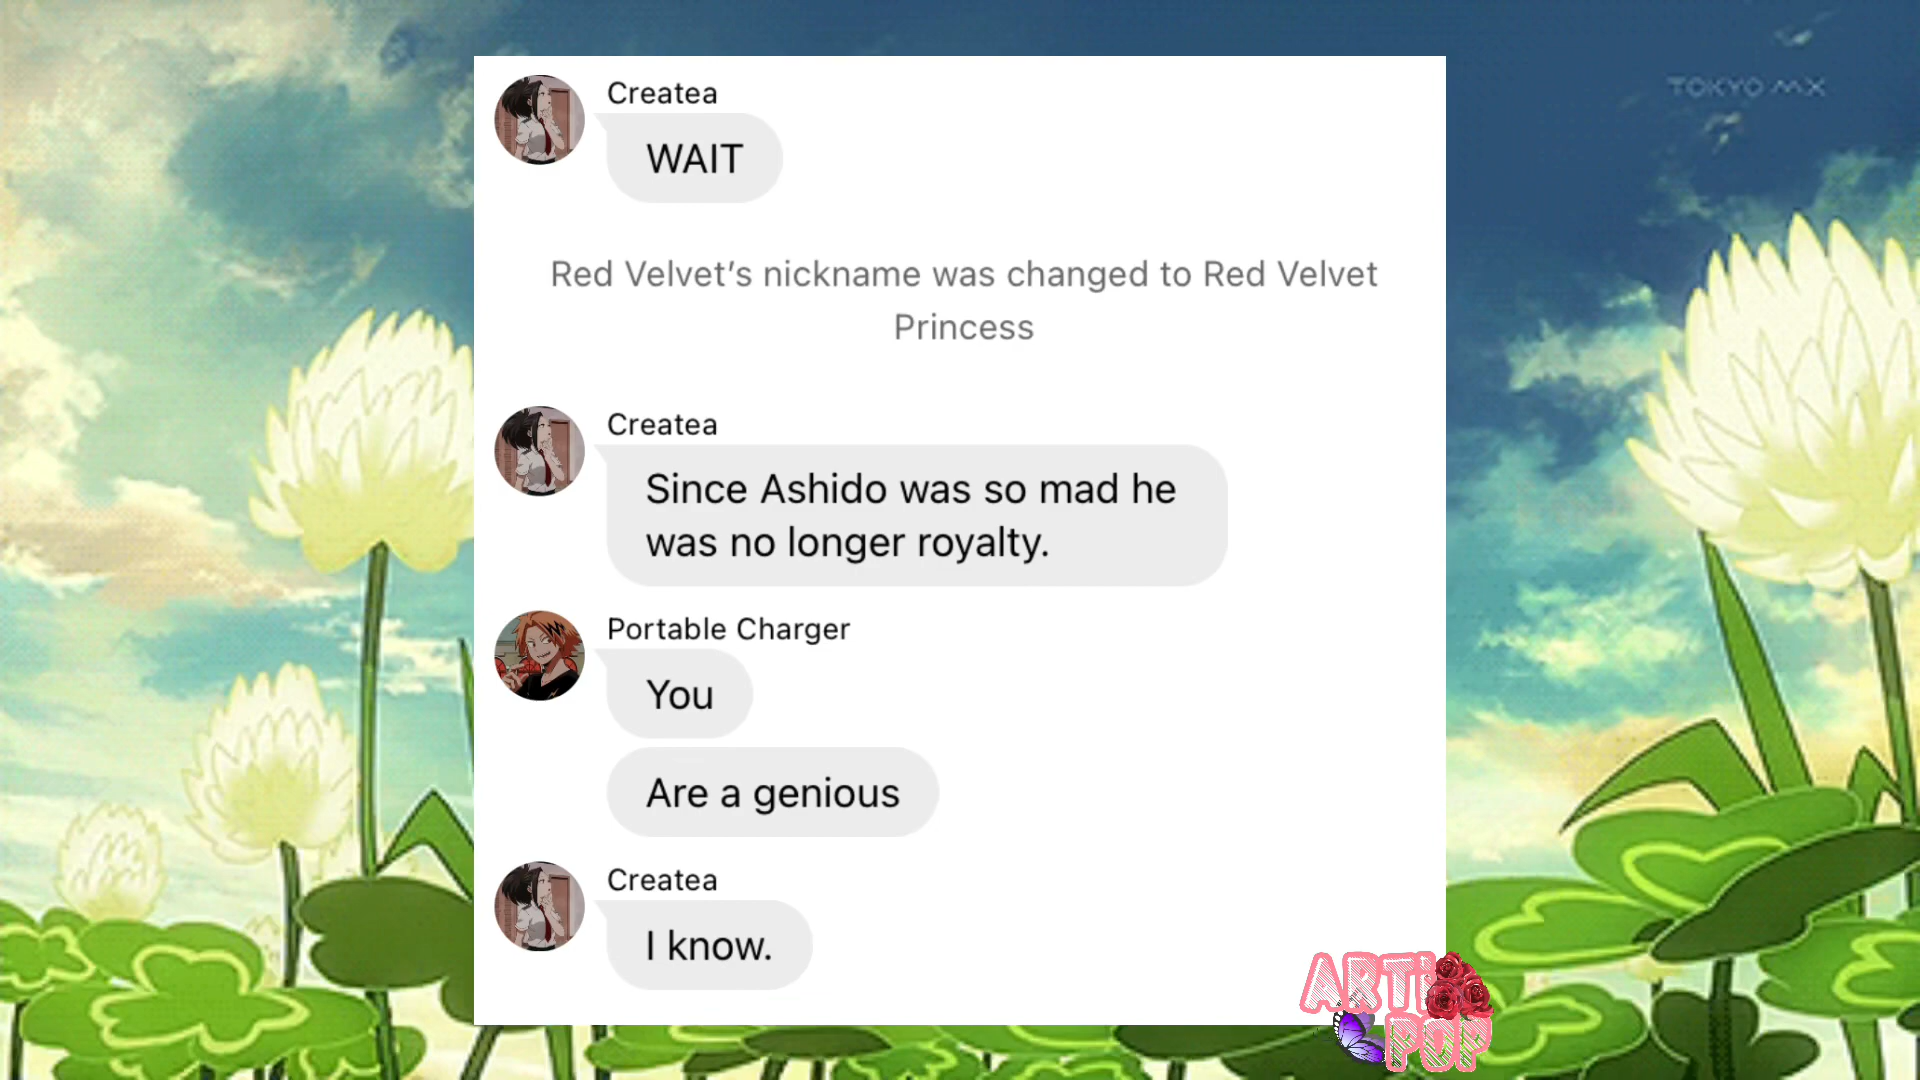 TOKYO MX
Createa
WAIT
Red Velvet’s nickname was changed to Red Velvet
Princess
Createa
Since Ashido was so mad he
was no longer royalty.
Portable Charger
You
Are a genious
Createa
I know.
ARTI
POP